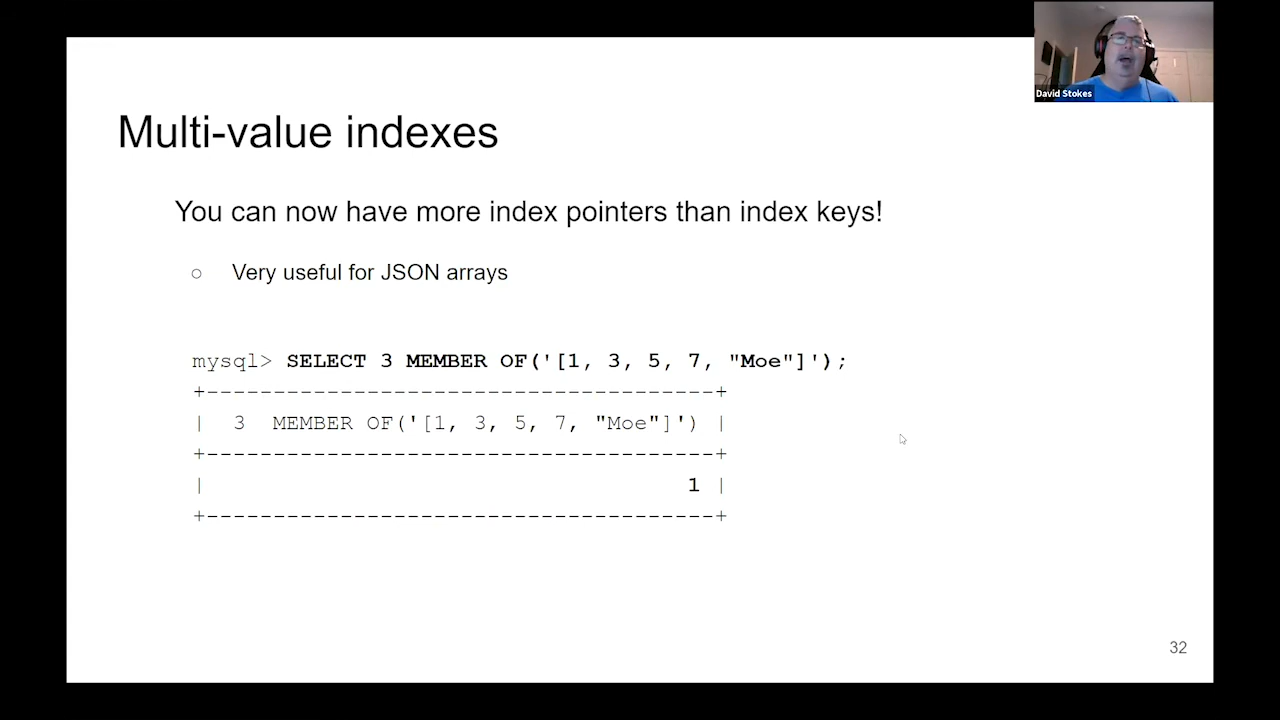 David Stokes
Multi-value indexes
You can now have more index pointers than index keys!
○ Very useful for JSON arrays
mysql> SELECT 3 MEMBER OF('[1, 3, 5, 7, "Moe"]');
+---------------------------------------+
|  3  MEMBER OF('[1, 3, 5, 7, "Moe"]') |
+---------------------------------------+
|                                     1 |
+---------------------------------------+
32